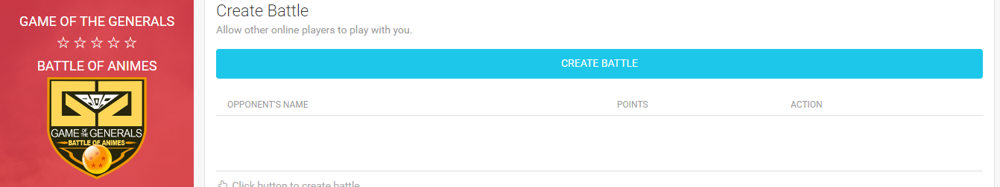 GAME OF THE GENERALS
☆ ☆ ☆ ☆ ☆
BATTLE OF ANIMES
GAME OF THE GENERALS
BATTLE OF ANIMES
Create Battle
Allow other online players to play with you.
CREATE BATTLE
OPPONENT'S NAME POINTS ACTION
Click button to create battle